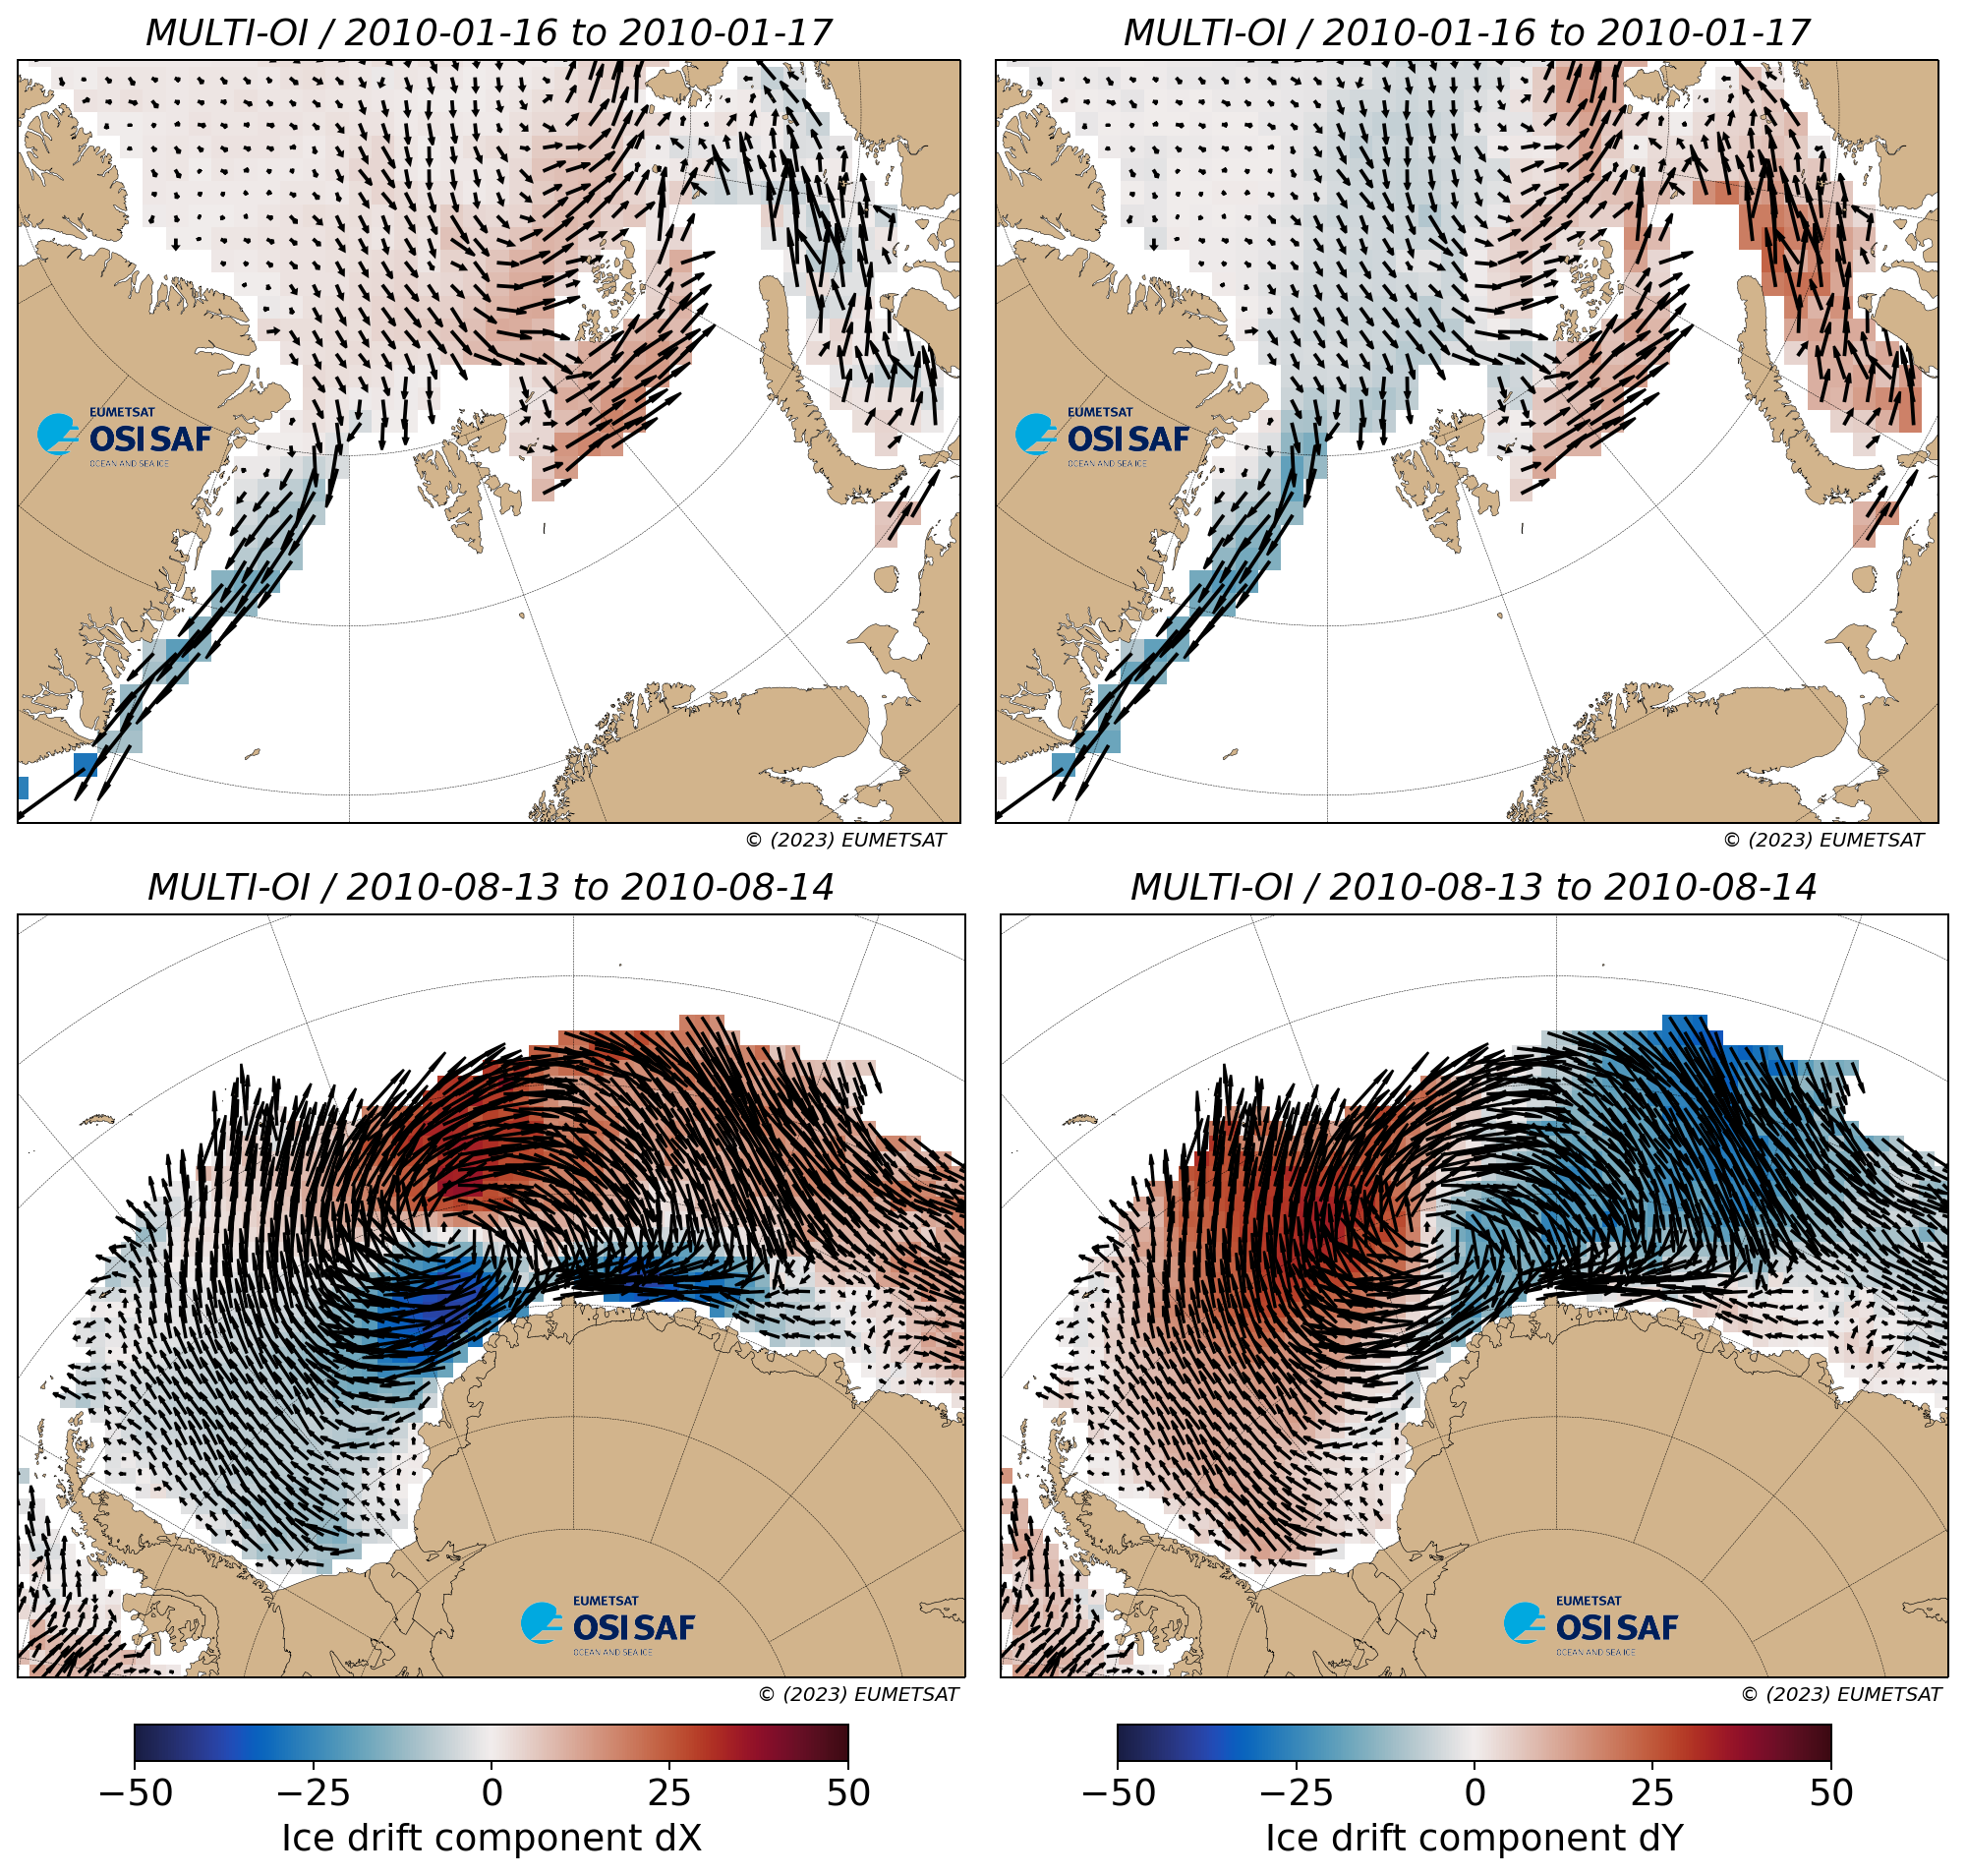 MULTI-OI / 2010-01-16 to 2010-01-17
MULTI-OI / 2010-01-16 to 2010-01-17
EUMETSAT
OSI SAF
OCEAN AND SEA ICE
EUMETSAT
OSI SAF
OCEAN AND SEA ICE
© (2023) EUMETSAT
© (2023) EUMETSAT
MULTI-OI / 2010-08-13 to 2010-08-14
MULTI-OI / 2010-08-13 to 2010-08-14
EUMETSAT
OSI SAF
OCEAN AND SEA ICE
EUMETSAT
OSI SAF
OCEAN AND SEA ICE
© (2023) EUMETSAT
© (2023) EUMETSAT
−50 −25 0 25 50
Ice drift component dX
−50 −25 0 25 50
Ice drift component dY